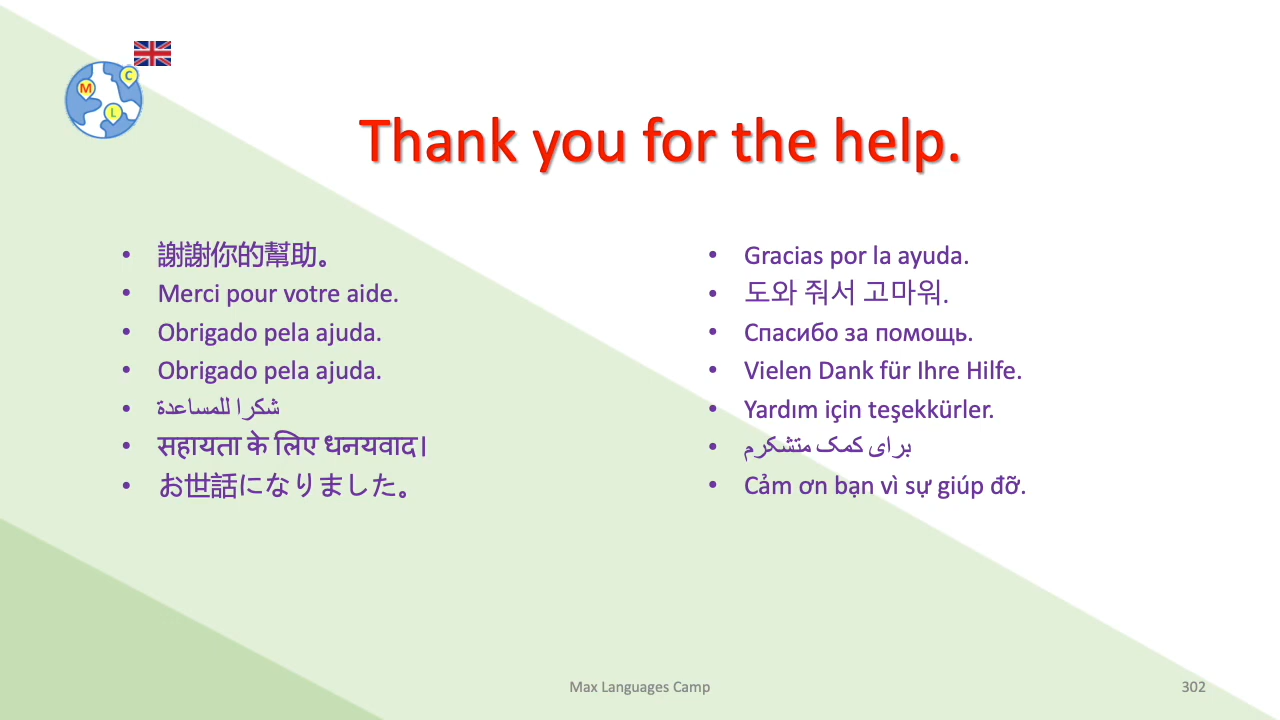 M
C
L
Thank you for the help.
• 謝謝你的幫助。
• Merci pour votre aide.
• Obrigado pela ajuda.
• Obrigado pela ajuda.
• شكرا للمساعدة
• सहायता के लिए धनयवाद।
• お世話になりました。
• Gracias por la ayuda.
• 도와 줘서 고마워.
• Спасибо за помощь.
• Vielen Dank für Ihre Hilfe.
• Yardım için teşekkürler.
• برای کمک متشکرم
• Cảm ơn bạn vì sự giúp đỡ.
Max Languages Camp
302